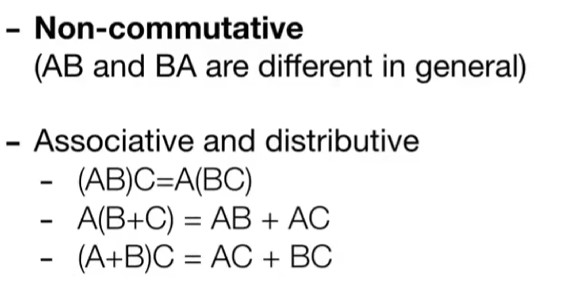 - Non-commutative
(AB and BA are different in general)
- Associative and distributive
- (AB)C=A(BC)
- A(B+C) = AB + AC
- (A+B)C = AC + BC